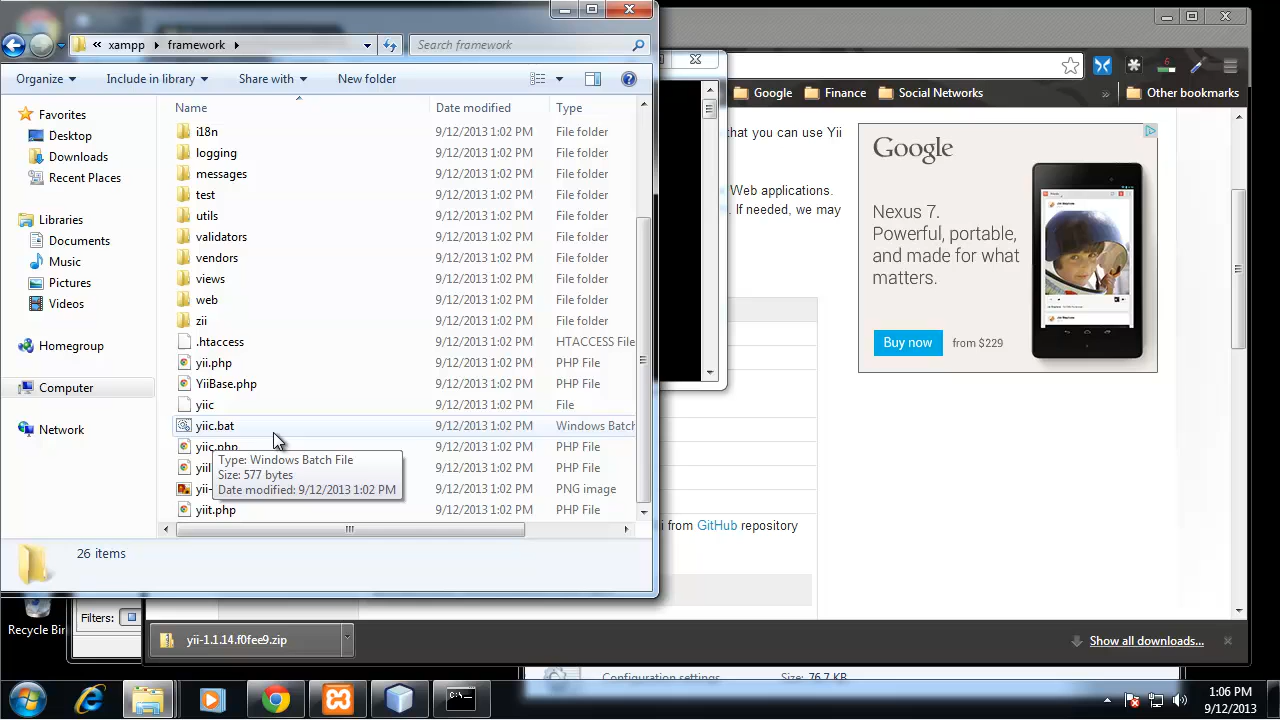 « xampp framework
Search framework
Organize Include in library Share with New folder
Name Date modified Type
Favorites
Desktop
Downloads
Recent Places
Libraries
Documents
Music
Pictures
Videos
Homegroup
Computer
Network
i18n 9/12/2013 1:02 PM File folder
logging 9/12/2013 1:02 PM File folder
messages 9/12/2013 1:02 PM File folder
test 9/12/2013 1:02 PM File folder
utils 9/12/2013 1:02 PM File folder
validators 9/12/2013 1:02 PM File folder
vendors 9/12/2013 1:02 PM File folder
views 9/12/2013 1:02 PM File folder
web 9/12/2013 1:02 PM File folder
zii 9/12/2013 1:02 PM File folder
.htaccess 9/12/2013 1:02 PM HTACCESS File
yii.php 9/12/2013 1:02 PM PHP File
YiiBase.php 9/12/2013 1:02 PM PHP File
yiic 9/12/2013 1:02 PM File
yiic.bat 9/12/2013 1:02 PM Windows Batch
yiic.php 9/12/2013 1:02 PM PHP File
9/12/2013 1:02 PM PHP File
9/12/2013 1:02 PM PNG image
yiit.php 9/12/2013 1:02 PM PHP File
Type: Windows Batch File
Size: 577 bytes
Date modified: 9/12/2013 1:02 PM
26 items
6
Google Finance Social Networks » Other bookmarks
that you can use Yii
Web applications.
. If needed, we may
i from GitHub repository
Google
Nexus 7.
Powerful, portable,
and made for what
matters.
Buy now from $229
Recycle Bin
Filters:
yii-1.1.14.f0fee9.zip
Show all downloads...
Configuration settings Size: 76.7 KB
C:\
1:06 PM
9/12/2013